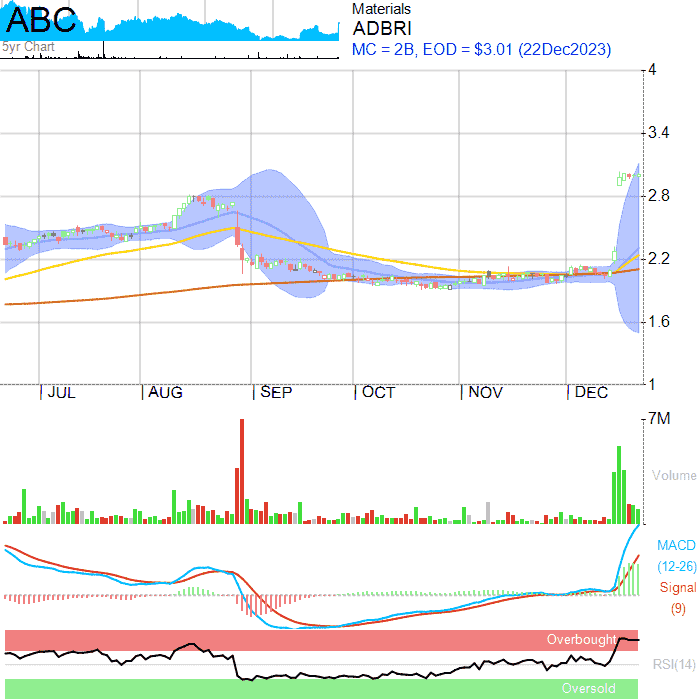 ABC
5yr Chart
Materials
ADBRI
MC = 2B, EOD = $3.01 (22Dec2023)
4
3.4
2.8
2.2
1.6
1
JUL AUG SEP OCT NOV DEC
7M
Volume
MACD
(12-26)
Signal
(9)
Overbought
RSI(14)
Oversold